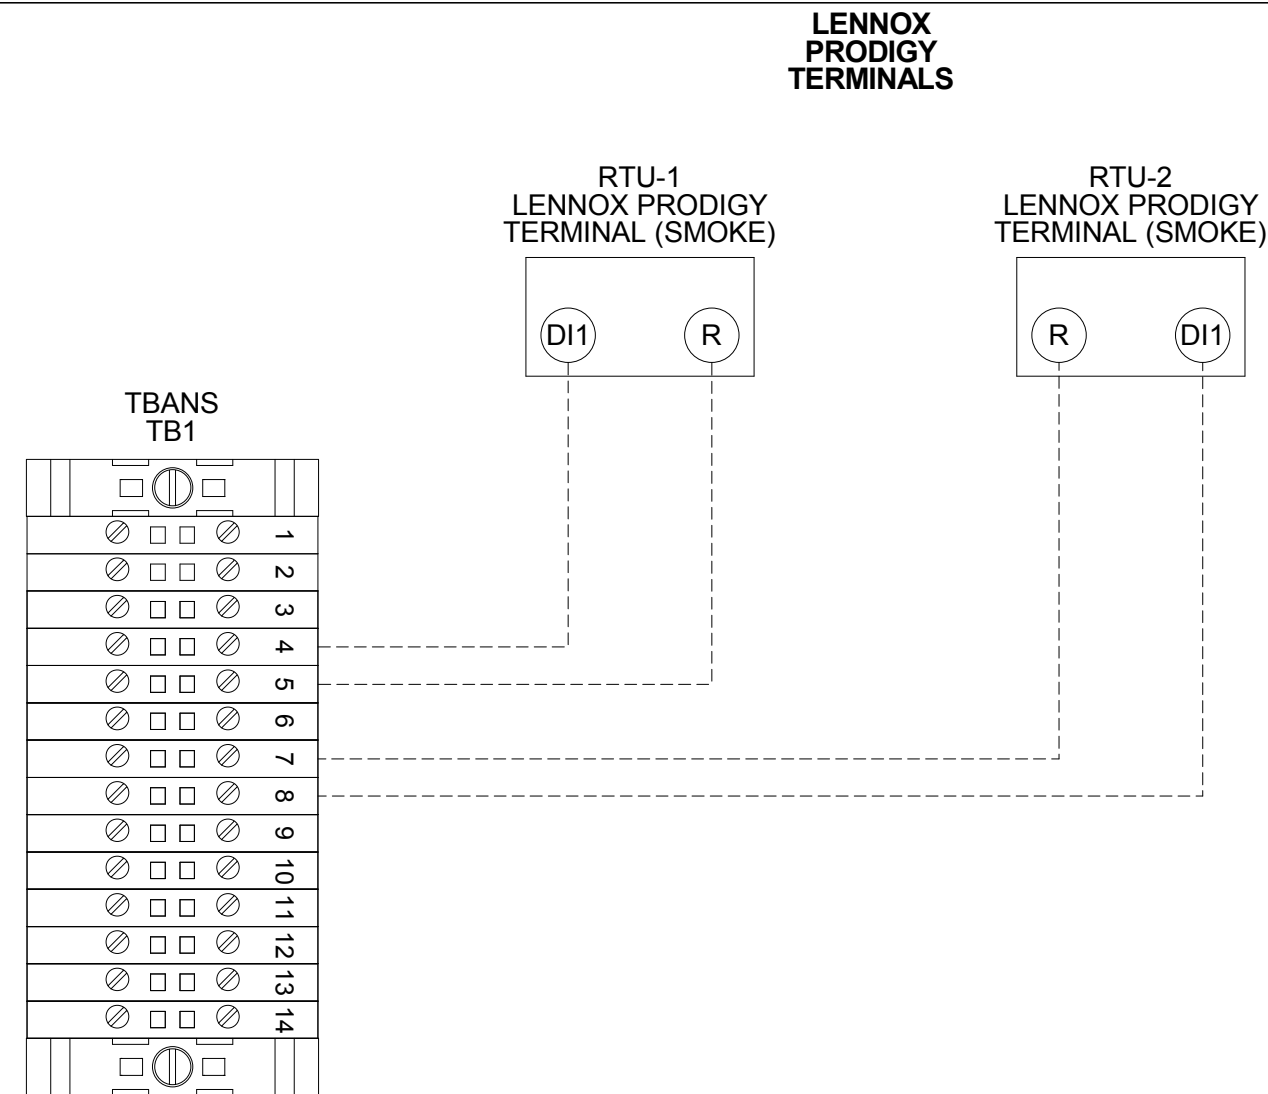 LENNOX
PRODIGY
TERMINALS
RTU-1
LENNOX PRODIGY
TERMINAL (SMOKE)
RTU-2
LENNOX PRODIGY
TERMINAL (SMOKE)
DI1
R
R
DI1
TBANS
TB1
1
2
3
4
5
6
7
8
9
10
11
12
13
14